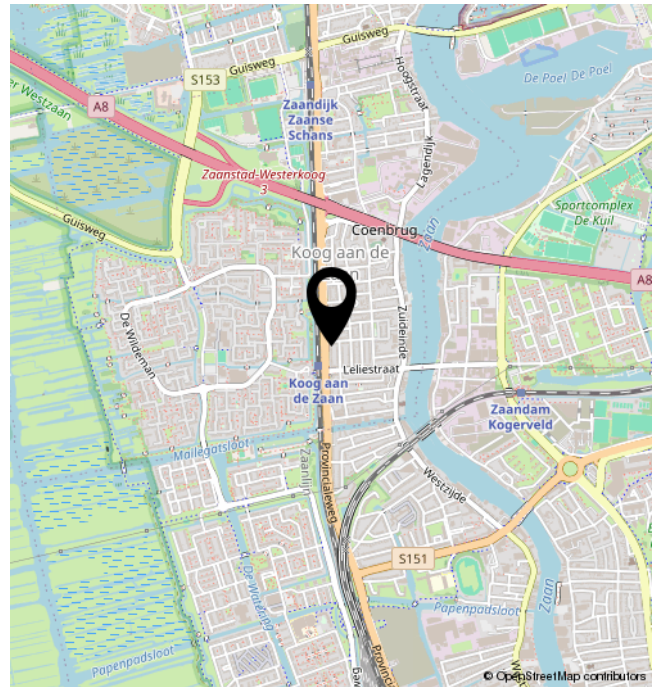 Guisweg
S153
Guisweg
Hoogstraat
De Poel De Poel
er Westzaan
A8
Zaandijk
Zaanse
Schans
Lagendijk
Zaanstad-Westerkoog
3
Sportcomplex
De Kuil
Guisweg
Coenbrug
Zaan
Koog aan de
A8
De Wildeman
Zuideinde
Leliestraat
Koog aan
de Zaan
Zaandam
Kogerveld
Mallegatsloot
Zaanlijn
Provincialeweg
Westzijde
S151
De Watering
Papenpadsloot
Zaan
Papenpadsloot
Provincialeweg
weg
© OpenStreetMap contributors